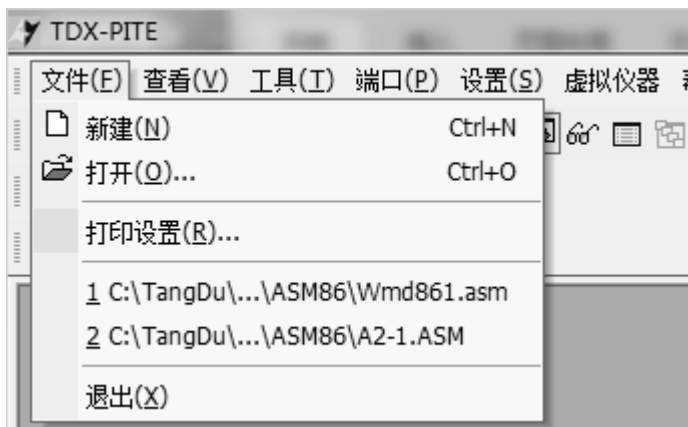 TDX-PITE
文件(F) 查看(V) 工具(T) 端口(P) 设置(S) 虚拟仪器
新建(N) Ctrl+N
打开(O)... Ctrl+O
打印设置(R)...
1 C:\TangDu\...\ASM86\Wmd861.asm
2 C:\TangDu\...\ASM86\A2-1.ASM
退出(X)